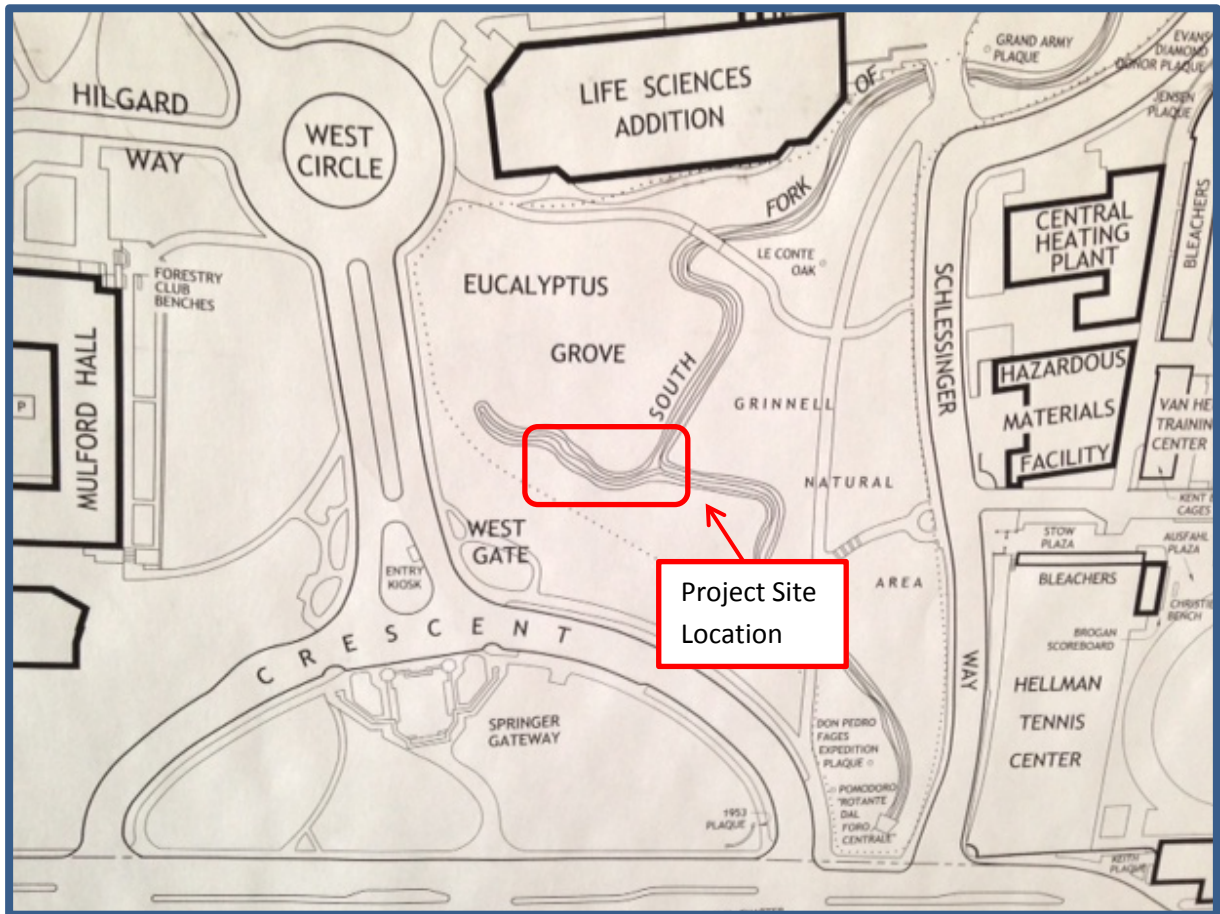 GRAND ARMY
PLAQUE
EVANS
DIAMOND
DONOR PLAQUE
JENSEN
PLAQUE
HILGARD
WAY
WEST
CIRCLE
LIFE SCIENCES
ADDITION
SOUTH FORK OF
BLEACHERS
CENTRAL
HEATING
PLANT
LE CONTE
OAK
FORESTRY
CLUB
BENCHES
EUCALYPTUS
GROVE
SCHLESSINGER
WAY
HAZARDOUS
MATERIALS
FACILITY
MULFORD HALL
P
GRINNELL
NATURAL
AREA
VAN HE
TRAININ
CENTER
KENT
CAGES
WEST
GATE
ENTRY
KIOSK
STOW
PLAZA
AUSFAHL
PLAZA
BLEACHERS
CHRISTIE
BENCH
BROGAN
SCOREBOARD
Project Site
Location
CRESCENT
SPRINGER
GATEWAY
HELLMAN
TENNIS
CENTER
DON PEDRO
FAGES
EXPEDITION
PLAQUE
POMODORO
"ROTANTE
DAL
FORO
CENTRALE"
1953
PLAQUE
KEITH
PLAQUE